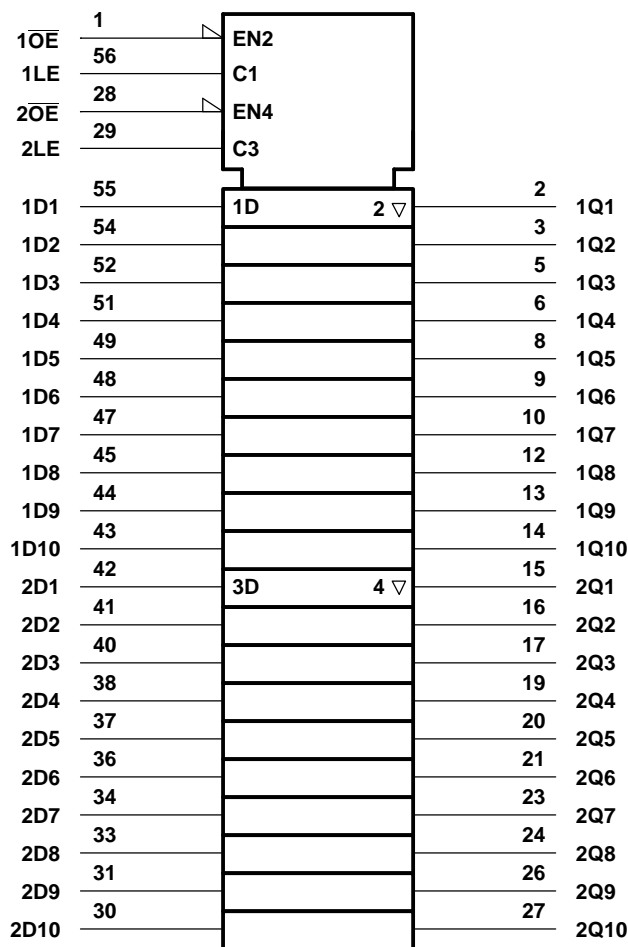 1
1O̅E̅ EN2
56
1LE C1
28
2O̅E̅ EN4
29
2LE C3
55 2
1D1 1D 2 ▽ 1Q1
54 3
1D2 1Q2
52 5
1D3 1Q3
51 6
1D4 1Q4
49 8
1D5 1Q5
48 9
1D6 1Q6
47 10
1D7 1Q7
45 12
1D8 1Q8
44 13
1D9 1Q9
43 14
1D10 1Q10
42 15
2D1 3D 4 ▽ 2Q1
41 16
2D2 2Q2
40 17
2D3 2Q3
38 19
2D4 2Q4
37 20
2D5 2Q5
36 21
2D6 2Q6
34 23
2D7 2Q7
33 24
2D8 2Q8
31 26
2D9 2Q9
30 27
2D10 2Q10